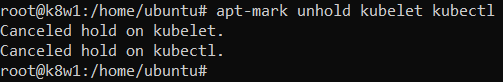 root@k8w1:/home/ubuntu# apt-mark unhold kubelet kubectl
Canceled hold on kubelet.
Canceled hold on kubectl.
root@k8w1:/home/ubuntu#